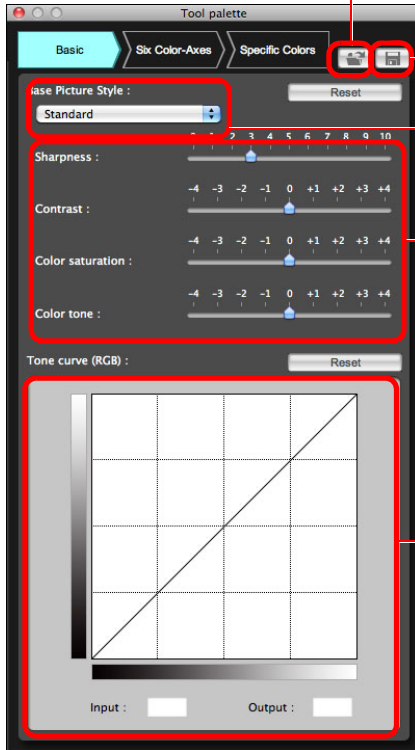 Tool palette
Basic Six Color-Axes Specific Colors
Base Picture Style : Reset
Standard
0 1 2 3 4 5 6 7 8 9 10
Sharpness :
-4 -3 -2 -1 0 +1 +2 +3 +4
Contrast :
-4 -3 -2 -1 0 +1 +2 +3 +4
Color saturation :
-4 -3 -2 -1 0 +1 +2 +3 +4
Color tone :
Tone curve (RGB) : Reset
Input : Output :